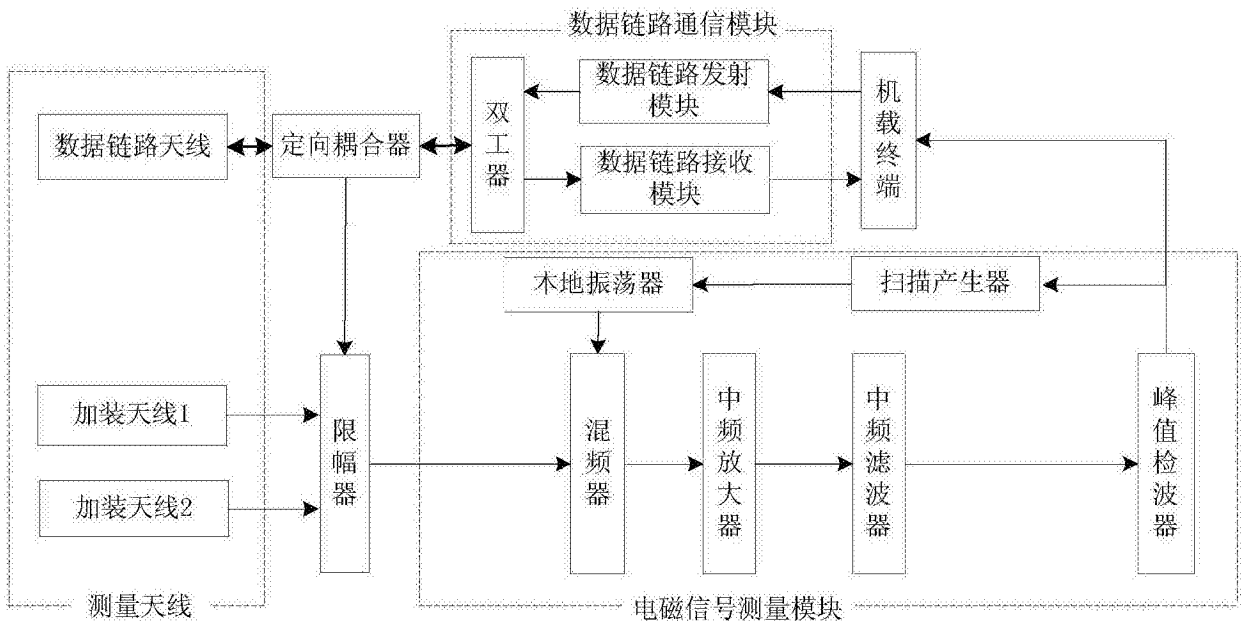 数据链路通信模块
数据链路天线
定向耦合器
双工器
数据链路发射
模块
数据链路接收
模块
机载终端
木地振荡器
扫描产生器
加装天线1
加装天线2
限幅器
混频器
中频放大器
中频滤波器
峰值检波器
测量天线
电磁信号测量模块